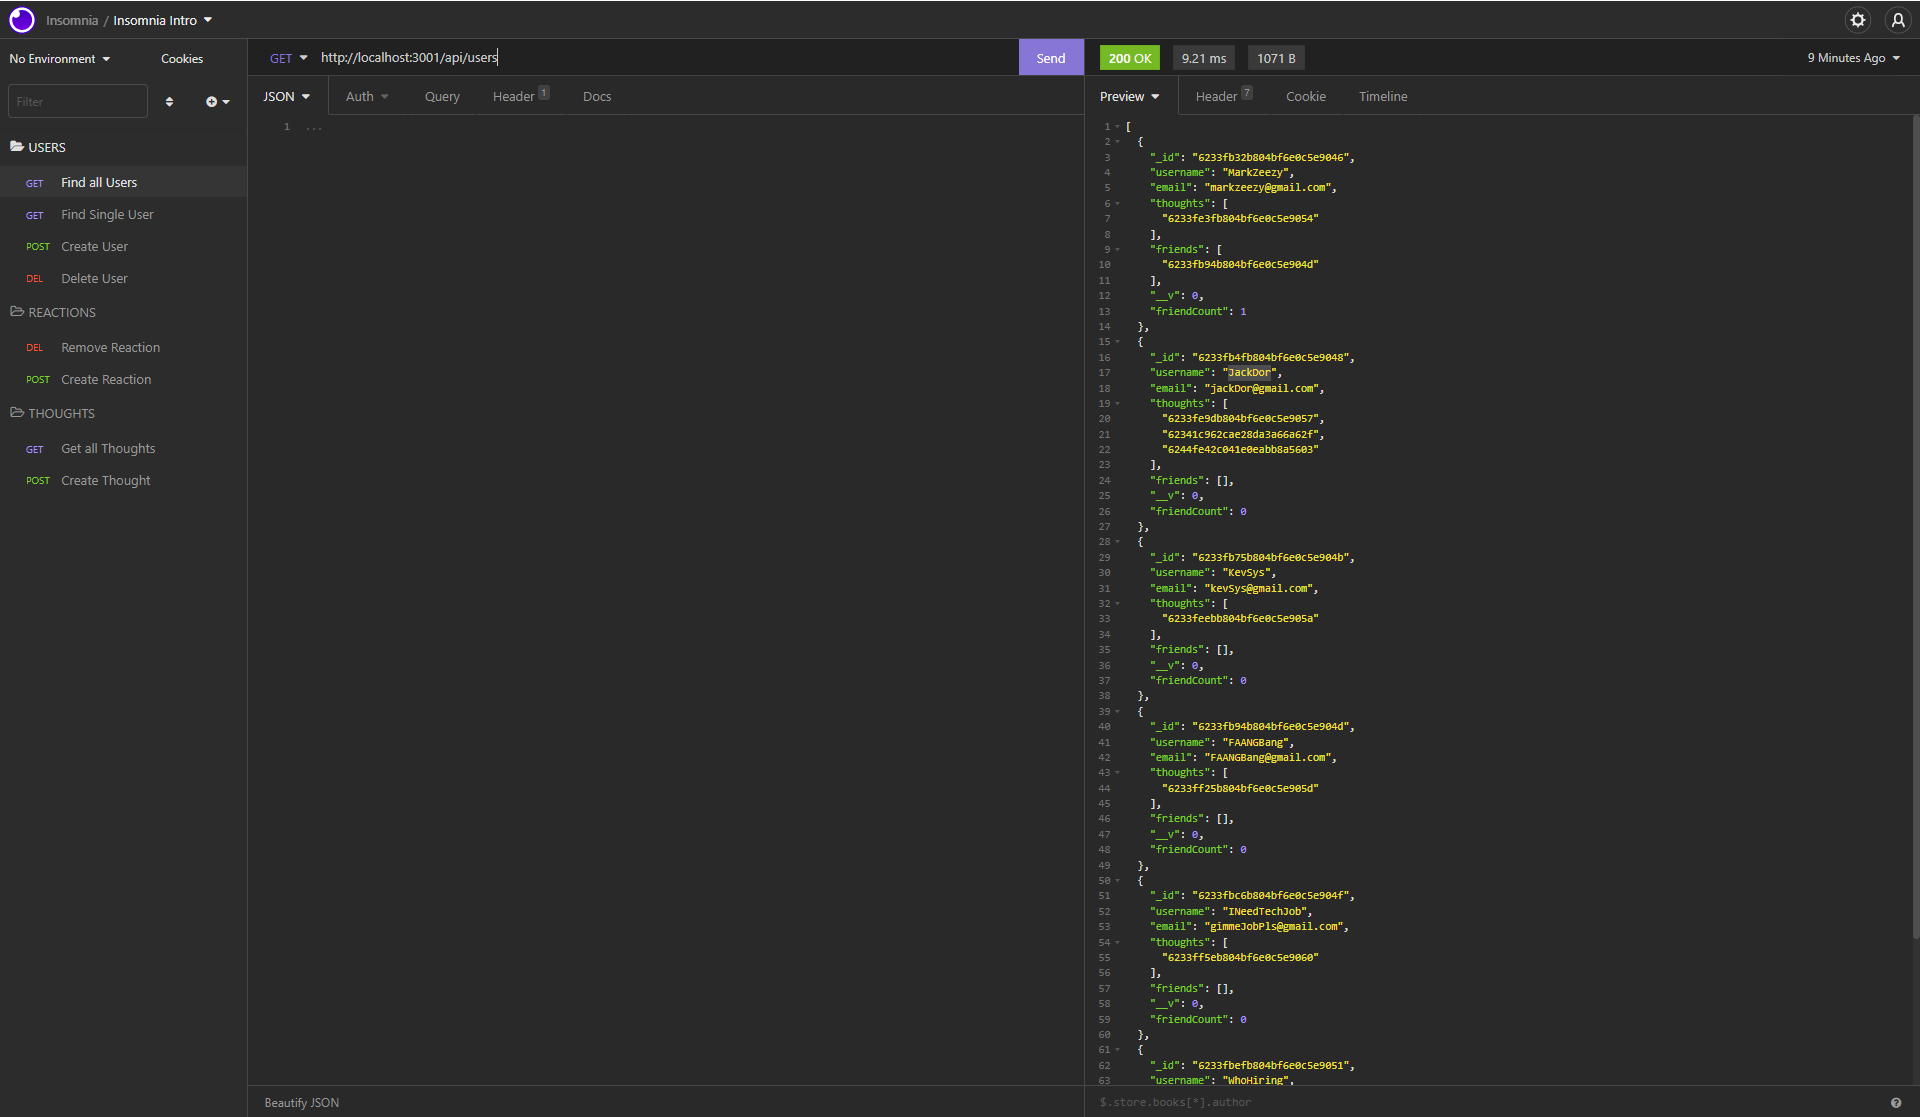 Insomnia / Insomnia Intro
No Environment
Cookies
Filter
USERS
GET Find all Users
GET Find Single User
POST Create User
DEL Delete User
REACTIONS
DEL Remove Reaction
POST Create Reaction
THOUGHTS
GET Get all Thoughts
POST Create Thought
GET http://localhost:3001/api/users
Send
JSON Auth Query Header 1 Docs
1 ...
Beautify JSON
200 OK 9.21 ms 1071 B 9 Minutes Ago
Preview Header 7 Cookie Timeline
1 [
2 {
3 "_id": "6233fb32b804bf6e0c5e9046",
4 "username": "MarkZeezy",
5 "email": "markzeezy@gmail.com",
6 "thoughts": [
7 "6233fe3fb804bf6e0c5e9054"
8 ],
9 "friends": [
10 "6233fb94b804bf6e0c5e904d"
11 ],
12 "__v": 0,
13 "friendCount": 1
14 },
15 {
16 "_id": "6233fb4fb804bf6e0c5e9048",
17 "username": "JackDor",
18 "email": "jackDor@gmail.com",
19 "thoughts": [
20 "6233fe9db804bf6e0c5e9057",
21 "62341c962cae28da3a66a62f",
22 "6244fe42c041e0eabb8a5603"
23 ],
24 "friends": [],
25 "__v": 0,
26 "friendCount": 0
27 },
28 {
29 "_id": "6233fb75b804bf6e0c5e904b",
30 "username": "KevSys",
31 "email": "kevSys@gmail.com",
32 "thoughts": [
33 "6233feebb804bf6e0c5e905a"
34 ],
35 "friends": [],
36 "__v": 0,
37 "friendCount": 0
38 },
39 {
40 "_id": "6233fb94b804bf6e0c5e904d",
41 "username": "FAANGBang",
42 "email": "FAANGBang@gmail.com",
43 "thoughts": [
44 "6233ff25b804bf6e0c5e905d"
45 ],
46 "friends": [],
47 "__v": 0,
48 "friendCount": 0
49 },
50 {
51 "_id": "6233fbc6b804bf6e0c5e904f",
52 "username": "INeedTechJob",
53 "email": "gimmeJobPls@gmail.com",
54 "thoughts": [
55 "6233ff5eb804bf6e0c5e9060"
56 ],
57 "friends": [],
58 "__v": 0,
59 "friendCount": 0
60 },
61 {
62 "_id": "6233fbefb804bf6e0c5e9051",
63 "username": "WhoHiring",
$.store.books[*].author